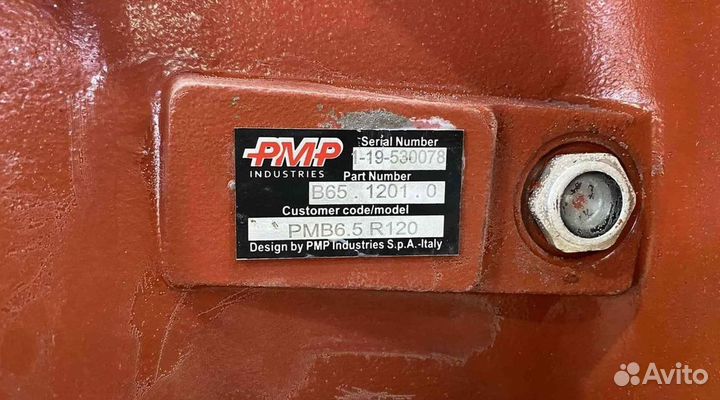 PMP
INDUSTRIES
Serial Number
1-19-530078
Part Number
B65 . 1201 . 0
Customer code/model
PMB6.5 R120
Design by PMP Industries S.p.A.-Italy
Avito